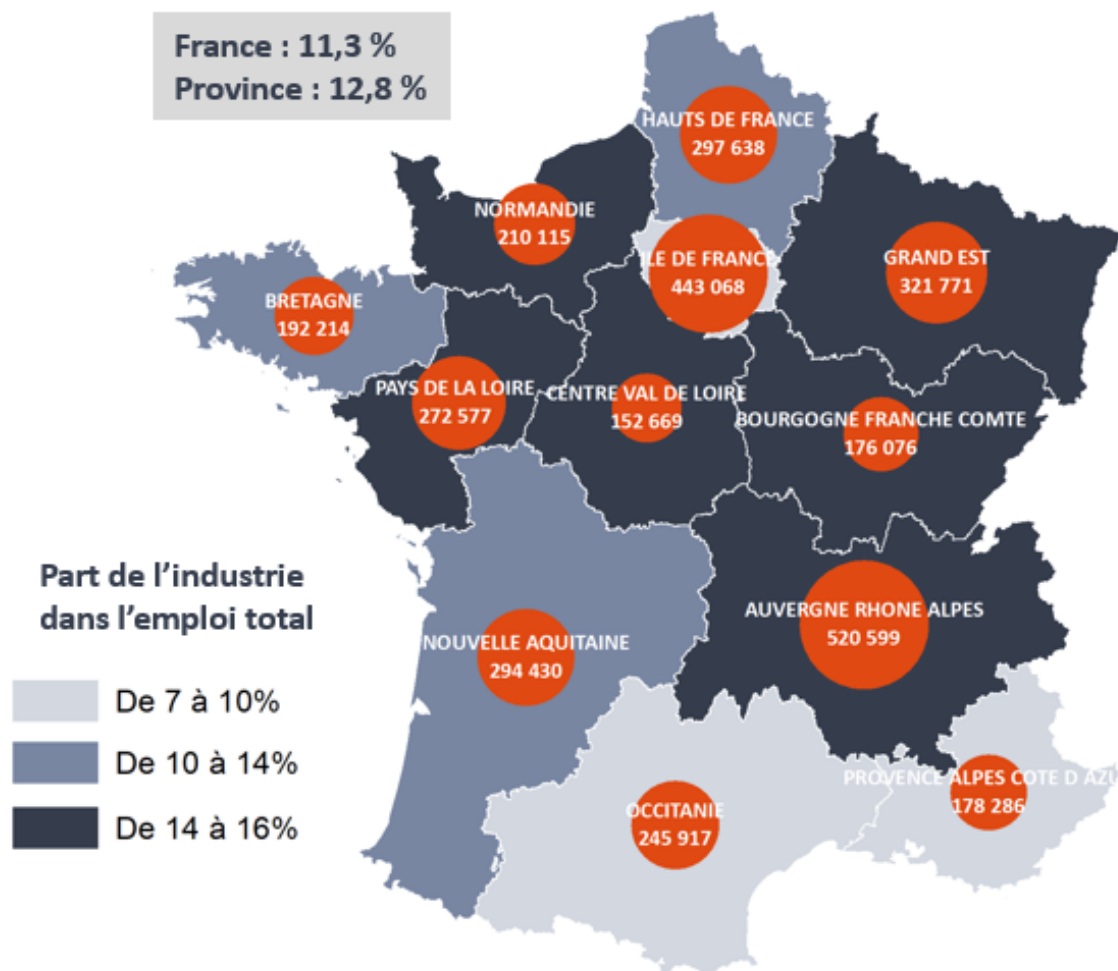 France : 11,3 %
Province : 12,8 %
HAUTS DE FRANCE
297 638
NORMANDIE
210 115
ILE DE FRANCE
443 068
GRAND EST
321 771
BRETAGNE
192 214
PAYS DE LA LOIRE
272 577
CENTRE VAL DE LOIRE
152 669
BOURGOGNE FRANCHE COMTE
176 076
Part de l’industrie
dans l’emploi total
De 7 à 10%
De 10 à 14%
De 14 à 16%
AUVERGNE RHONE ALPES
520 599
NOUVELLE AQUITAINE
294 430
PROVENCE ALPES COTE D AZU
178 286
OCCITANIE
245 917